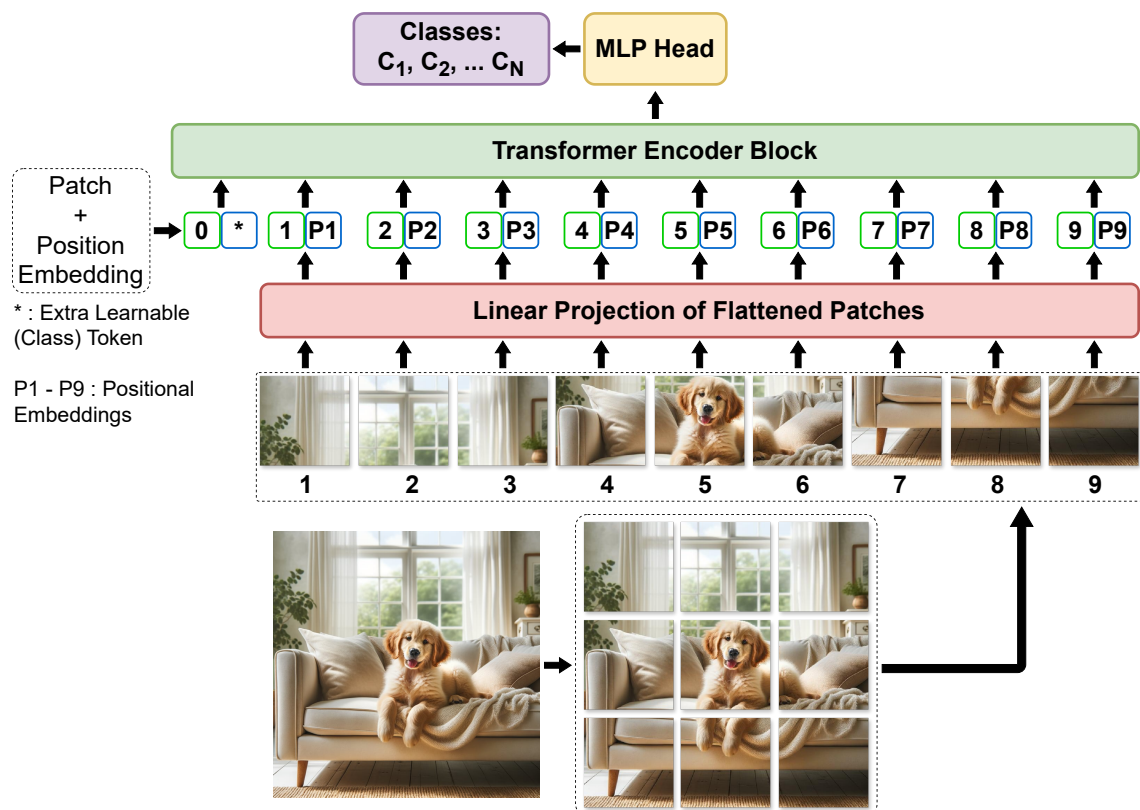 Classes:
C1, C2, ... CN
MLP Head
Transformer Encoder Block
Patch
+
Position
Embedding
0 * 1 P1 2 P2 3 P3 4 P4 5 P5 6 P6 7 P7 8 P8 9 P9
* : Extra Learnable
(Class) Token
Linear Projection of Flattened Patches
P1 - P9 : Positional
Embeddings
1 2 3 4 5 6 7 8 9